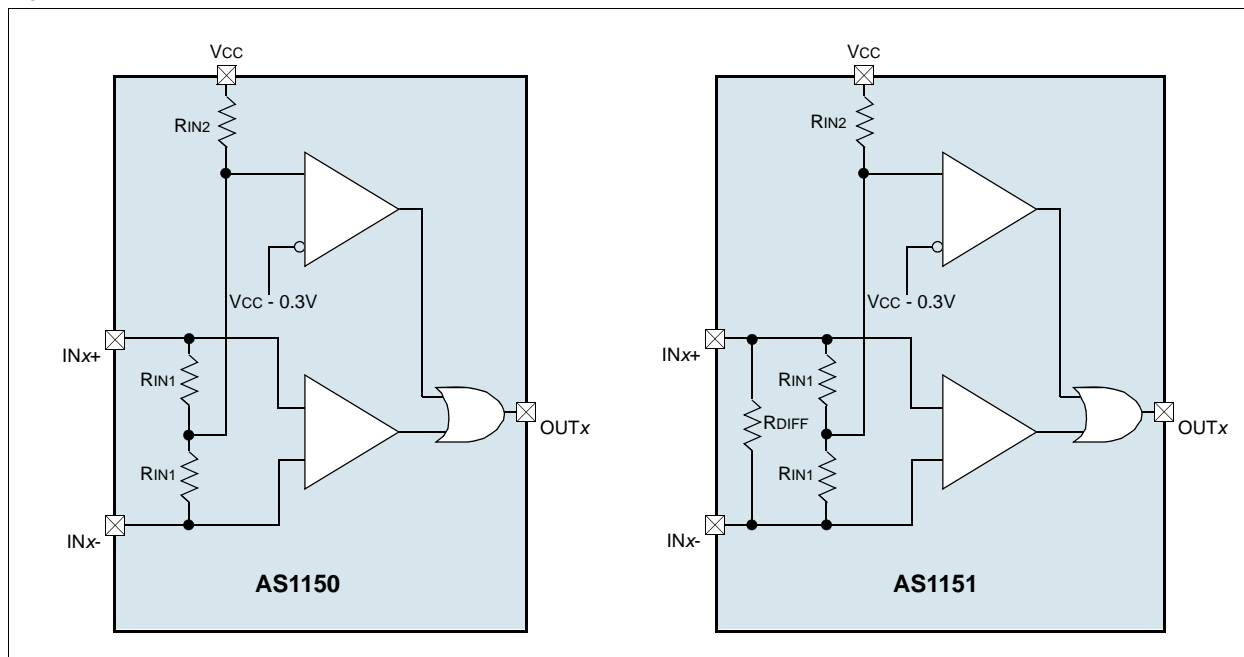 VCC
RIN2
VCC - 0.3V
INx+
RIN1
RIN1
OUTx
INx-
AS1150
VCC
RIN2
VCC - 0.3V
INx+
RIN1
RDIFF
RIN1
OUTx
INx-
AS1151